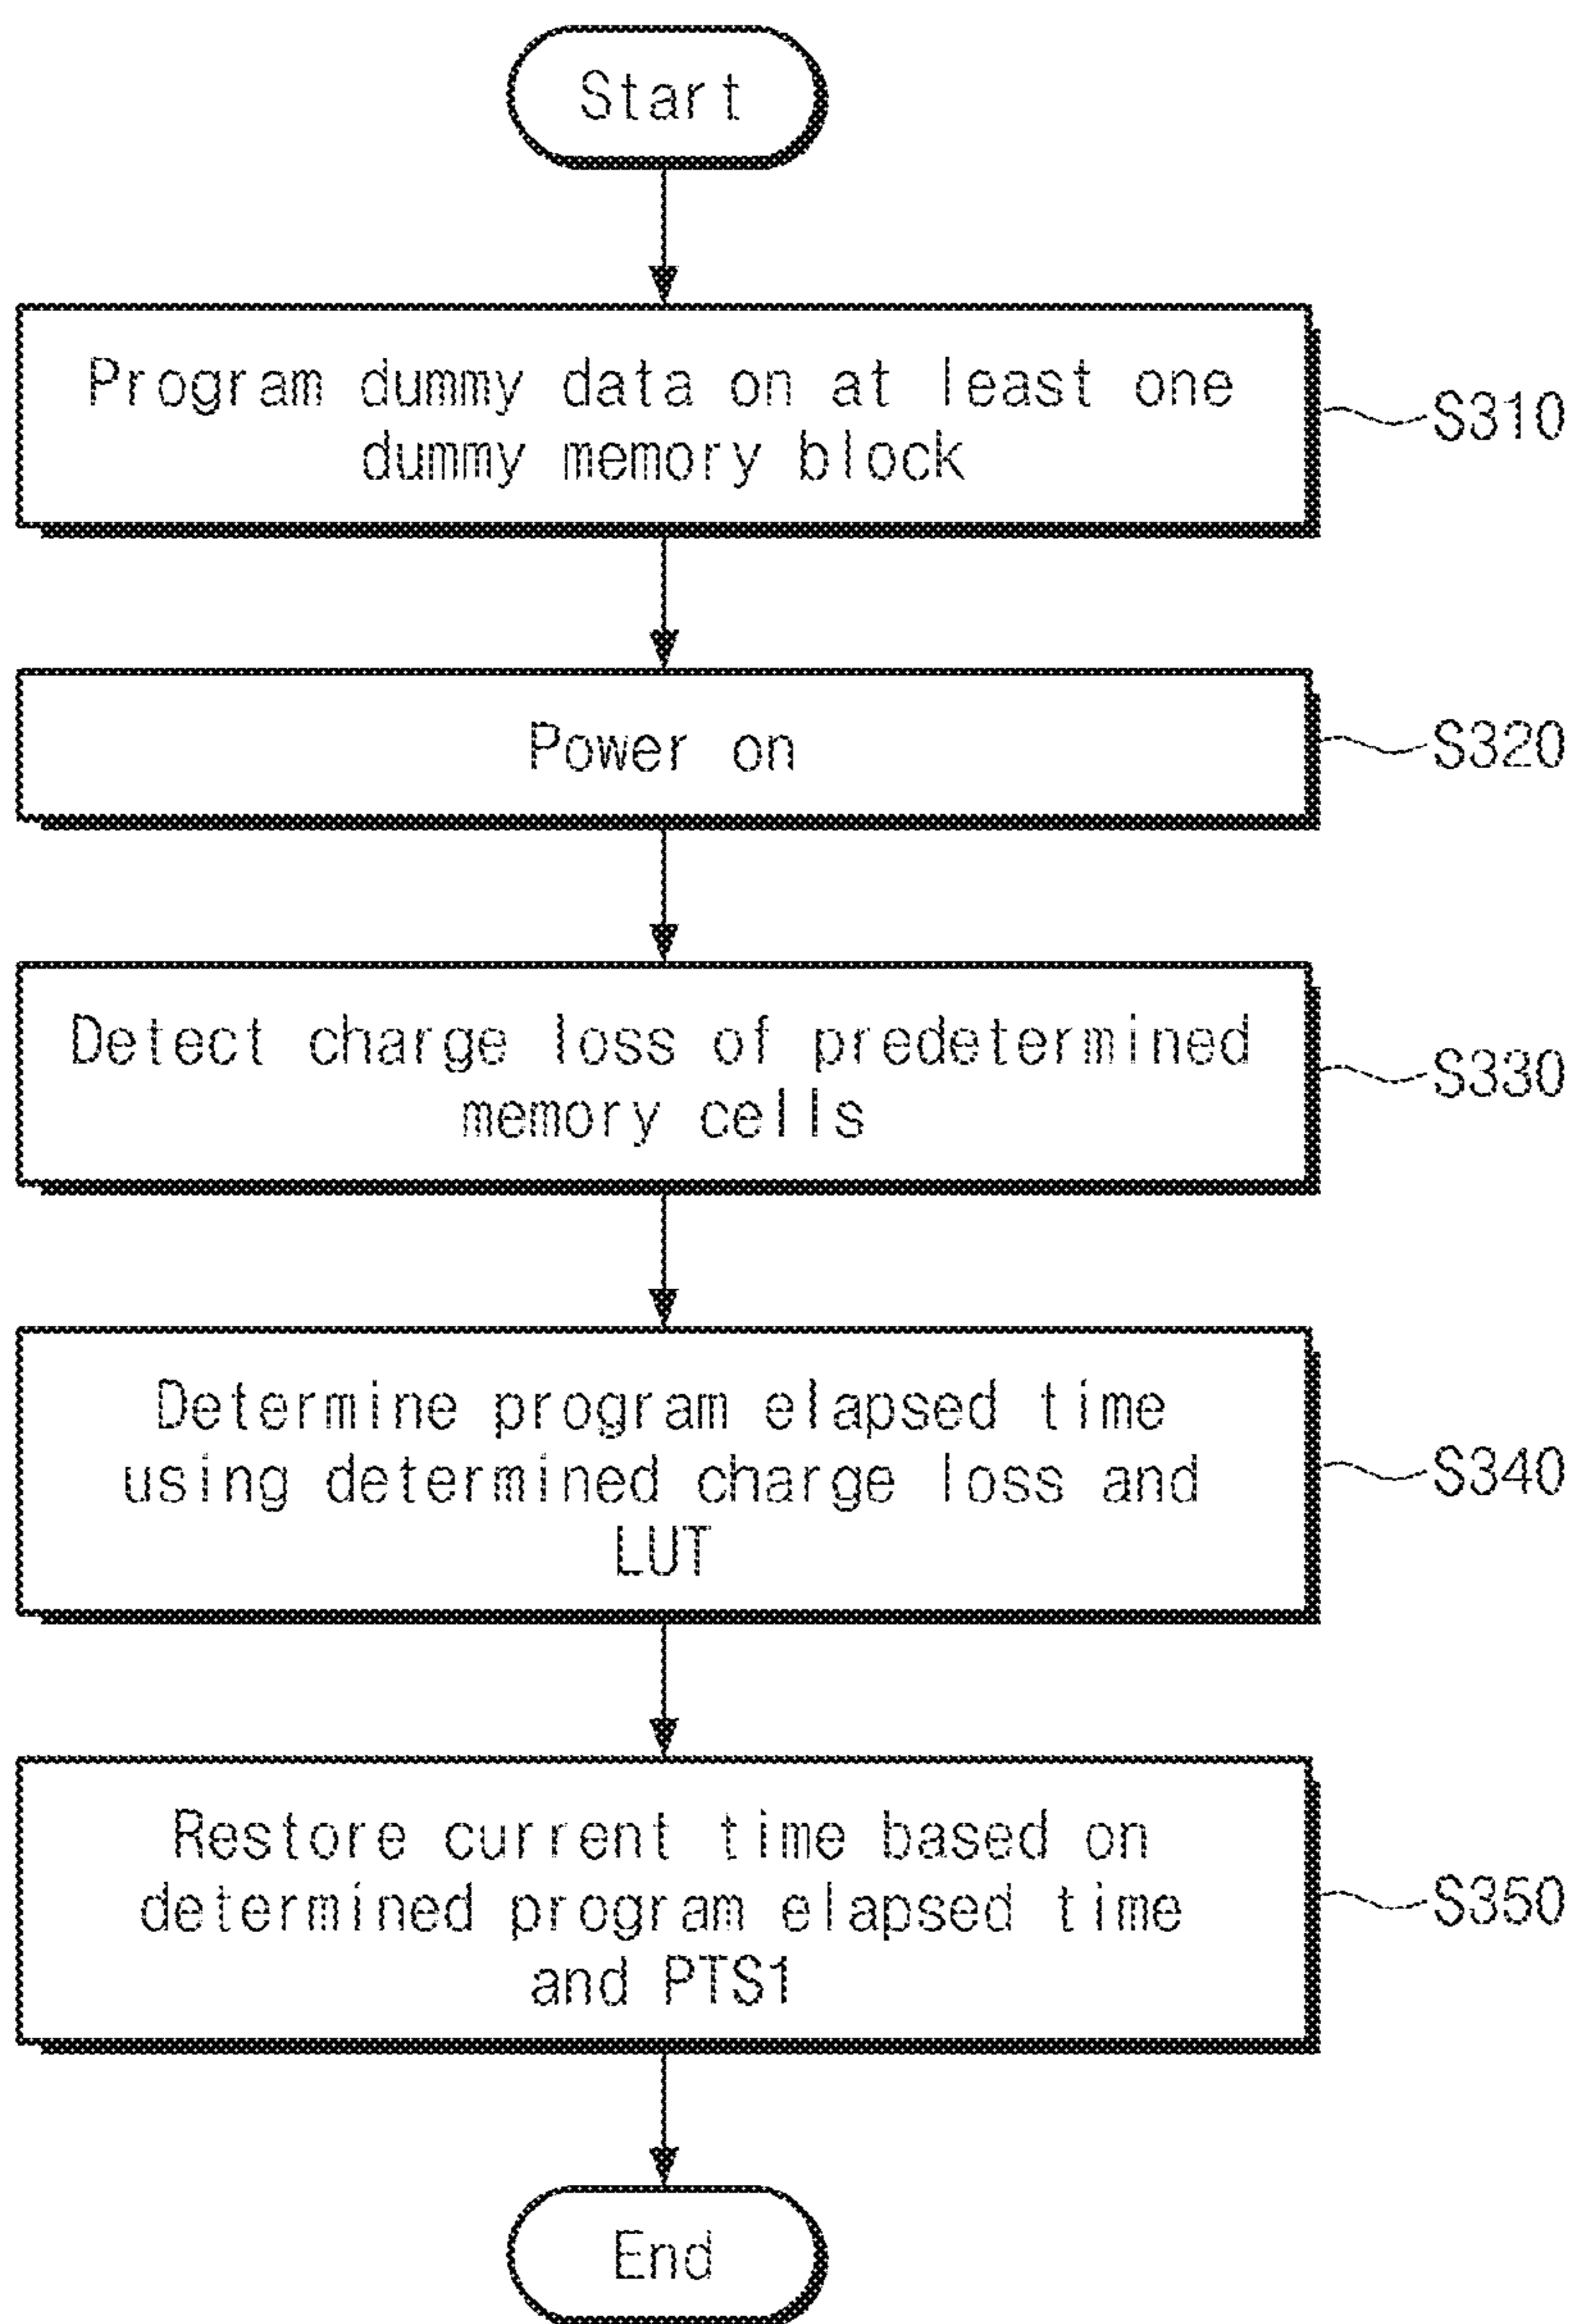 Start
Program dummy data on at least one
dummy memory block
S310
Power on
S320
Detect charge loss of predetermined
memory cells
S330
Determine program elapsed time
using determined charge loss and
LUT
S340
Restore current time based on
determined program elapsed time
and PTS1
S350
End